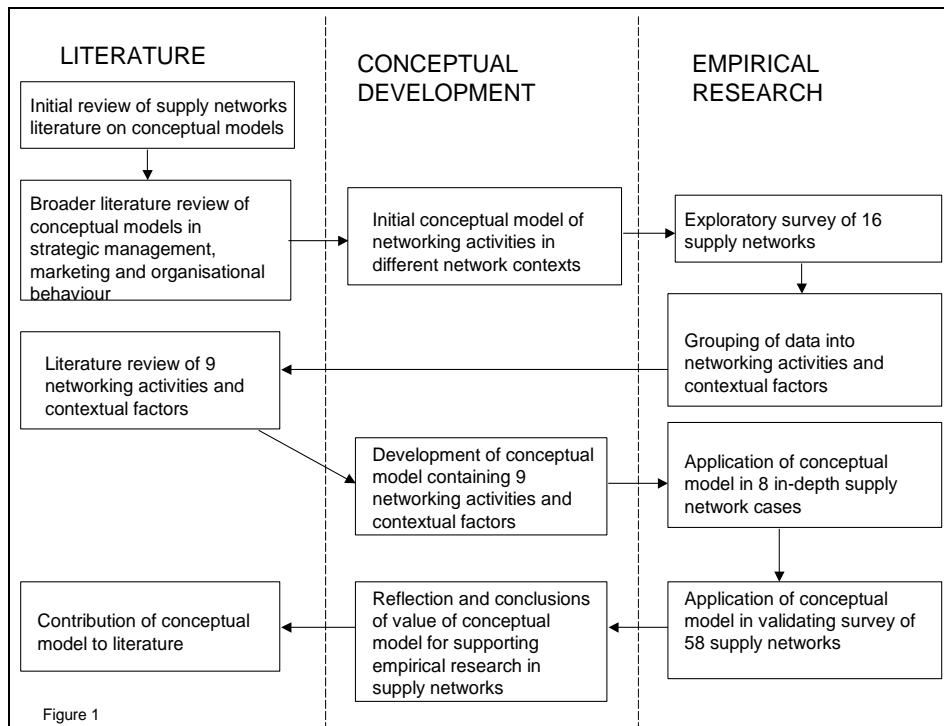 LITERATURE
Initial review of supply networks
literature on conceptual models
Broader literature review of
conceptual models in
strategic management,
marketing and organisational
behaviour
Literature review of 9
networking activities and
contextual factors
Contribution of conceptual
model to literature
CONCEPTUAL
DEVELOPMENT
Initial conceptual model of
networking activities in
different network contexts
Development of conceptual
model containing 9
networking activities and
contextual factors
Reflection and conclusions
of value of conceptual
model for supporting
empirical research in
supply networks
EMPIRICAL
RESEARCH
Exploratory survey of 16
supply networks
Grouping of data into
networking activities and
contextual factors
Application of conceptual
model in 8 in-depth supply
network cases
Application of conceptual
model in validating survey of
58 supply networks
Figure 1